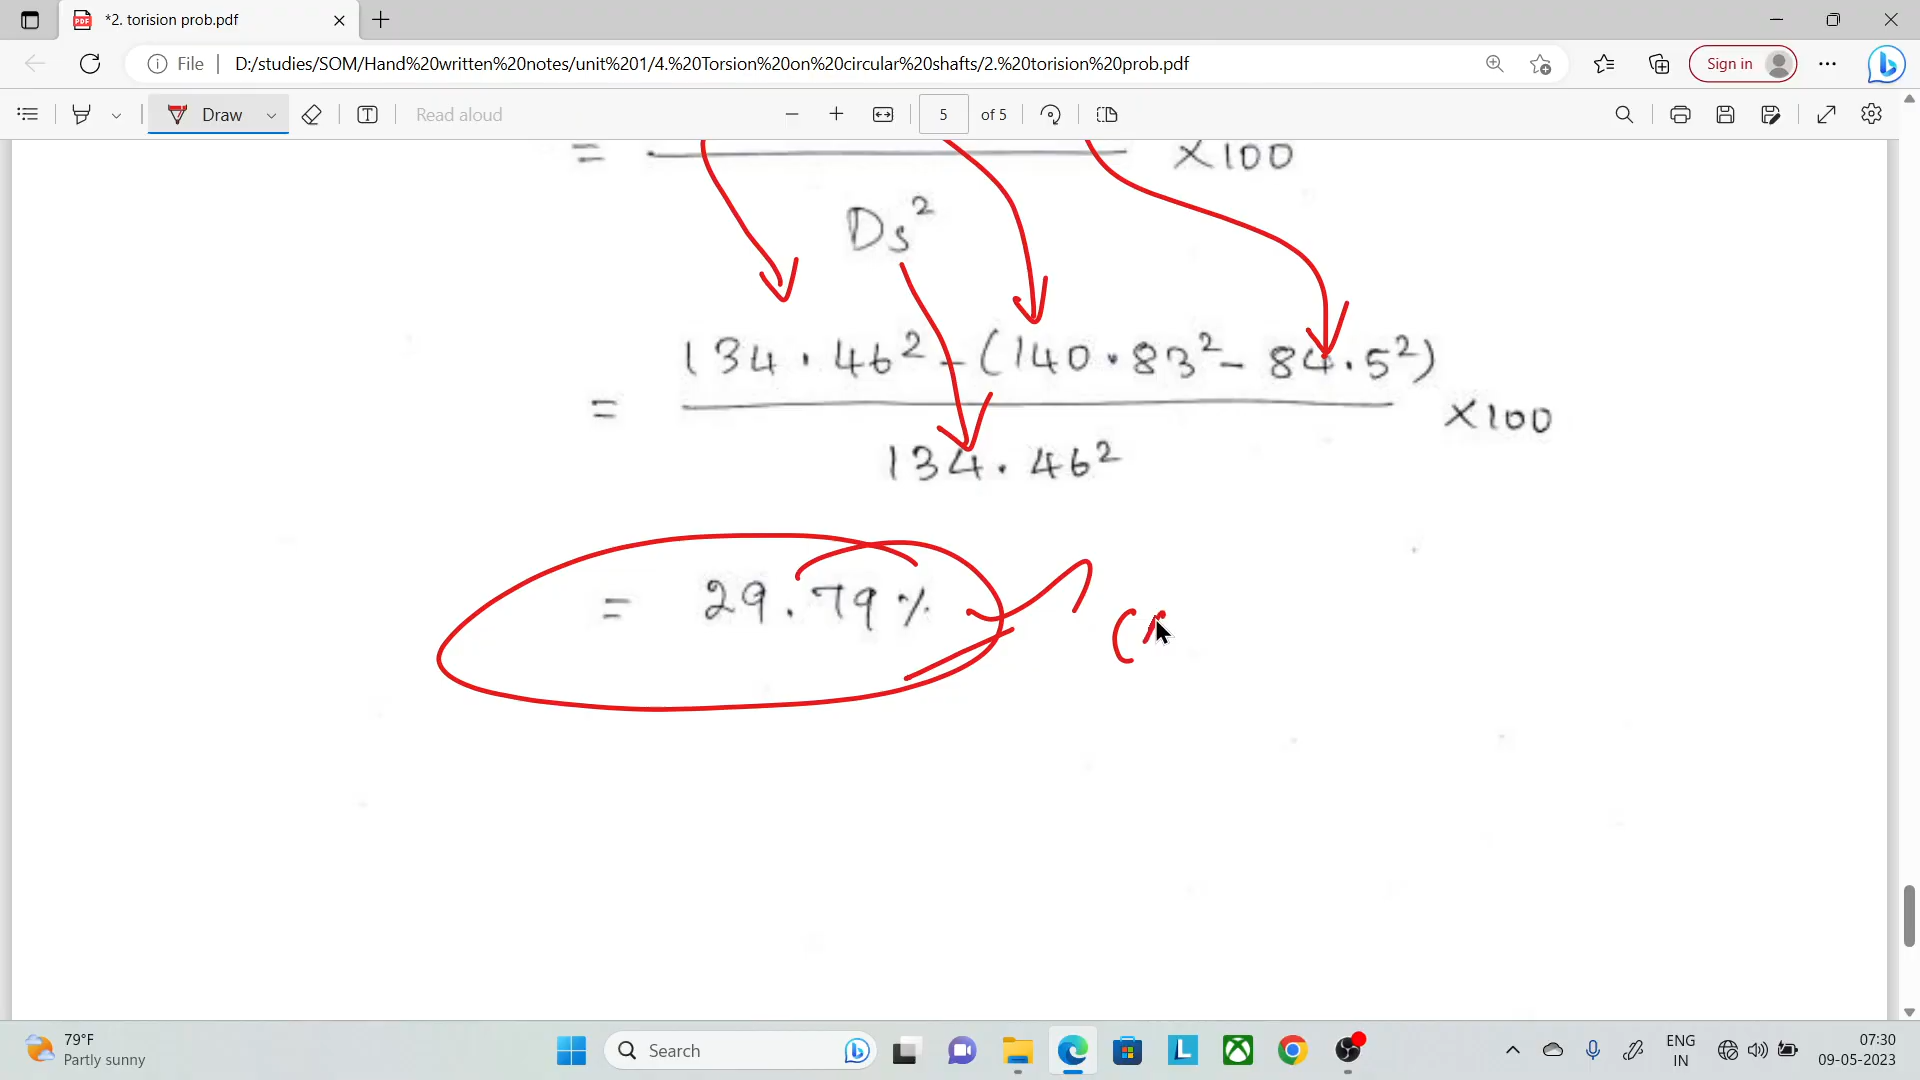 *2. torision prob.pdf
File D:/studies/SOM/Hand%20written%20notes/unit%201/4.%20Torsion%20on%20circular%20shafts/2.%20torision%20prob.pdf
Sign in
Draw Read aloud 5 of 5
= ×100
Ds²
134.46² - (140.83² - 84.5²)
= ×100
134.46²
= 29.79 %
(
79°F
Partly sunny
Search
ENG
IN
07:30
09-05-2023